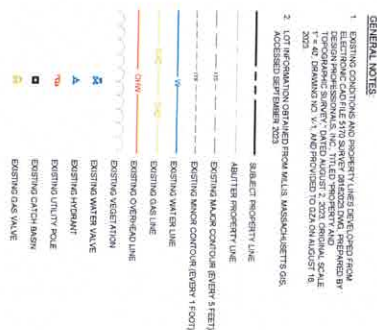 GENERAL NOTES:
1. EXISTING CONDITIONS AND PROPERTY LINES DEVELOPED FROM
ELECTRONIC CAD FILE 5170 SURVEY 08162023.DWG, PREPARED BY
DESIGN PROFESSIONALS, INC., TITLED "PROPERTY AND
TOPOGRAPHIC SURVEY," DATED AUGUST 2, 2023, ORIGINAL SCALE
1" = 40', DRAWING NO. V-1, AND PROVIDED TO GZA ON AUGUST 16,
2023.
2. LOT INFORMATION OBTAINED FROM MILLIS, MASSACHUSETTS GIS,
ACCESSED SEPTEMBER 2023
SUBJECT PROPERTY LINE
ABUTTER PROPERTY LINE
EXISTING MAJOR CONTOUR (EVERY 5 FEET)
EXISTING MINOR CONTOUR (EVERY 1 FOOT)
W EXISTING WATER LINE
GAS GAS EXISTING GAS LINE
OHW EXISTING OVERHEAD LINE
EXISTING VEGETATION
EXISTING WATER VALVE
EXISTING HYDRANT
EXISTING UTILITY POLE
EXISTING CATCH BASIN
EXISTING GAS VALVE